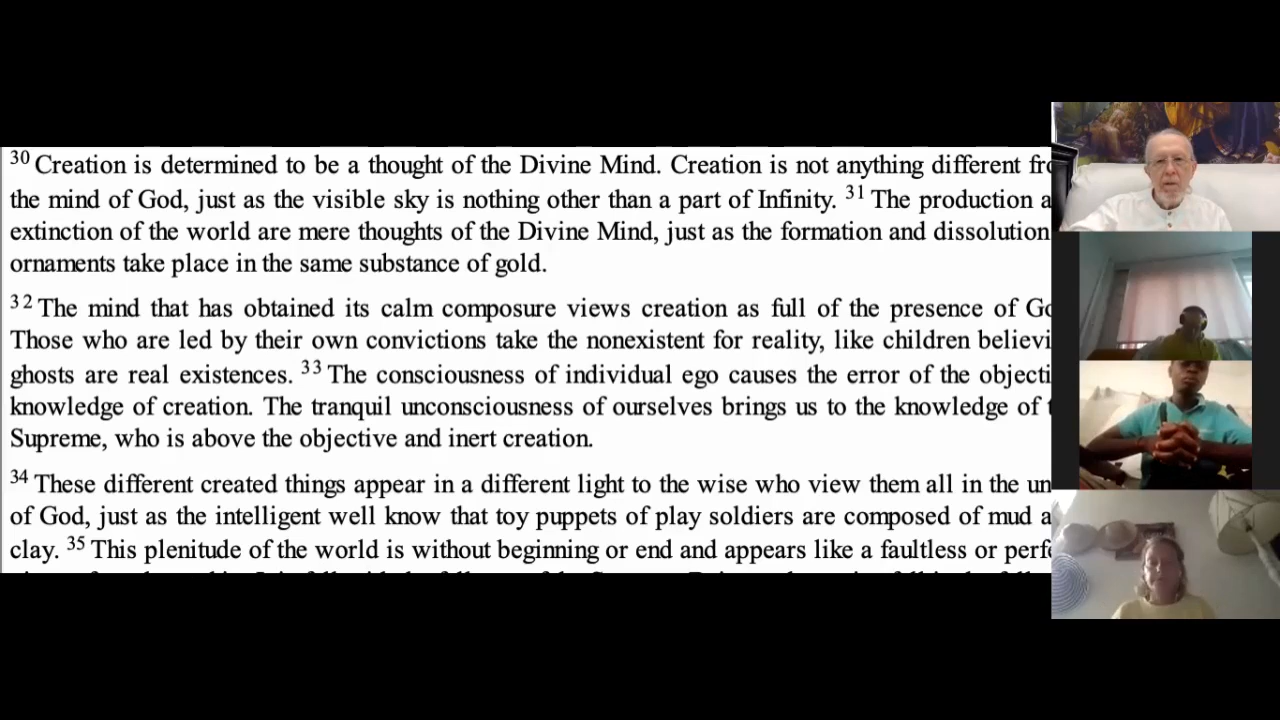 30 Creation is determined to be a thought of the Divine Mind. Creation is not anything different fro
the mind of God, just as the visible sky is nothing other than a part of Infinity. 31 The production a
extinction of the world are mere thoughts of the Divine Mind, just as the formation and dissolution
ornaments take place in the same substance of gold.
32 The mind that has obtained its calm composure views creation as full of the presence of Go
Those who are led by their own convictions take the nonexistent for reality, like children believi
ghosts are real existences. 33 The consciousness of individual ego causes the error of the objecti
knowledge of creation. The tranquil unconsciousness of ourselves brings us to the knowledge of t
Supreme, who is above the objective and inert creation.
34 These different created things appear in a different light to the wise who view them all in the un
of God, just as the intelligent well know that toy puppets of play soldiers are composed of mud a
clay. 35 This plenitude of the world is without beginning or end and appears like a faultless or perfe